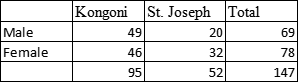 Kongoni St. Joseph Total
Male 49 20 69
Female 46 32 78
95 52 147